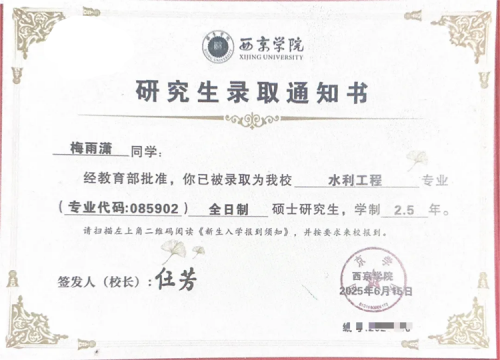 西京学院
XIJING UNIVERSITY
研究生录取通知书
梅雨潇 同学：
经教育部批准，你已被录取为我校 水利工程 专业
（专业代码:085902） 全日制 硕士研究生，学制 2.5 年。
请扫描左上角二维码阅读《新生入学报到须知》，并按要求来校报到。
签发人（校长）：任芳
西京学院
2025年6月15日